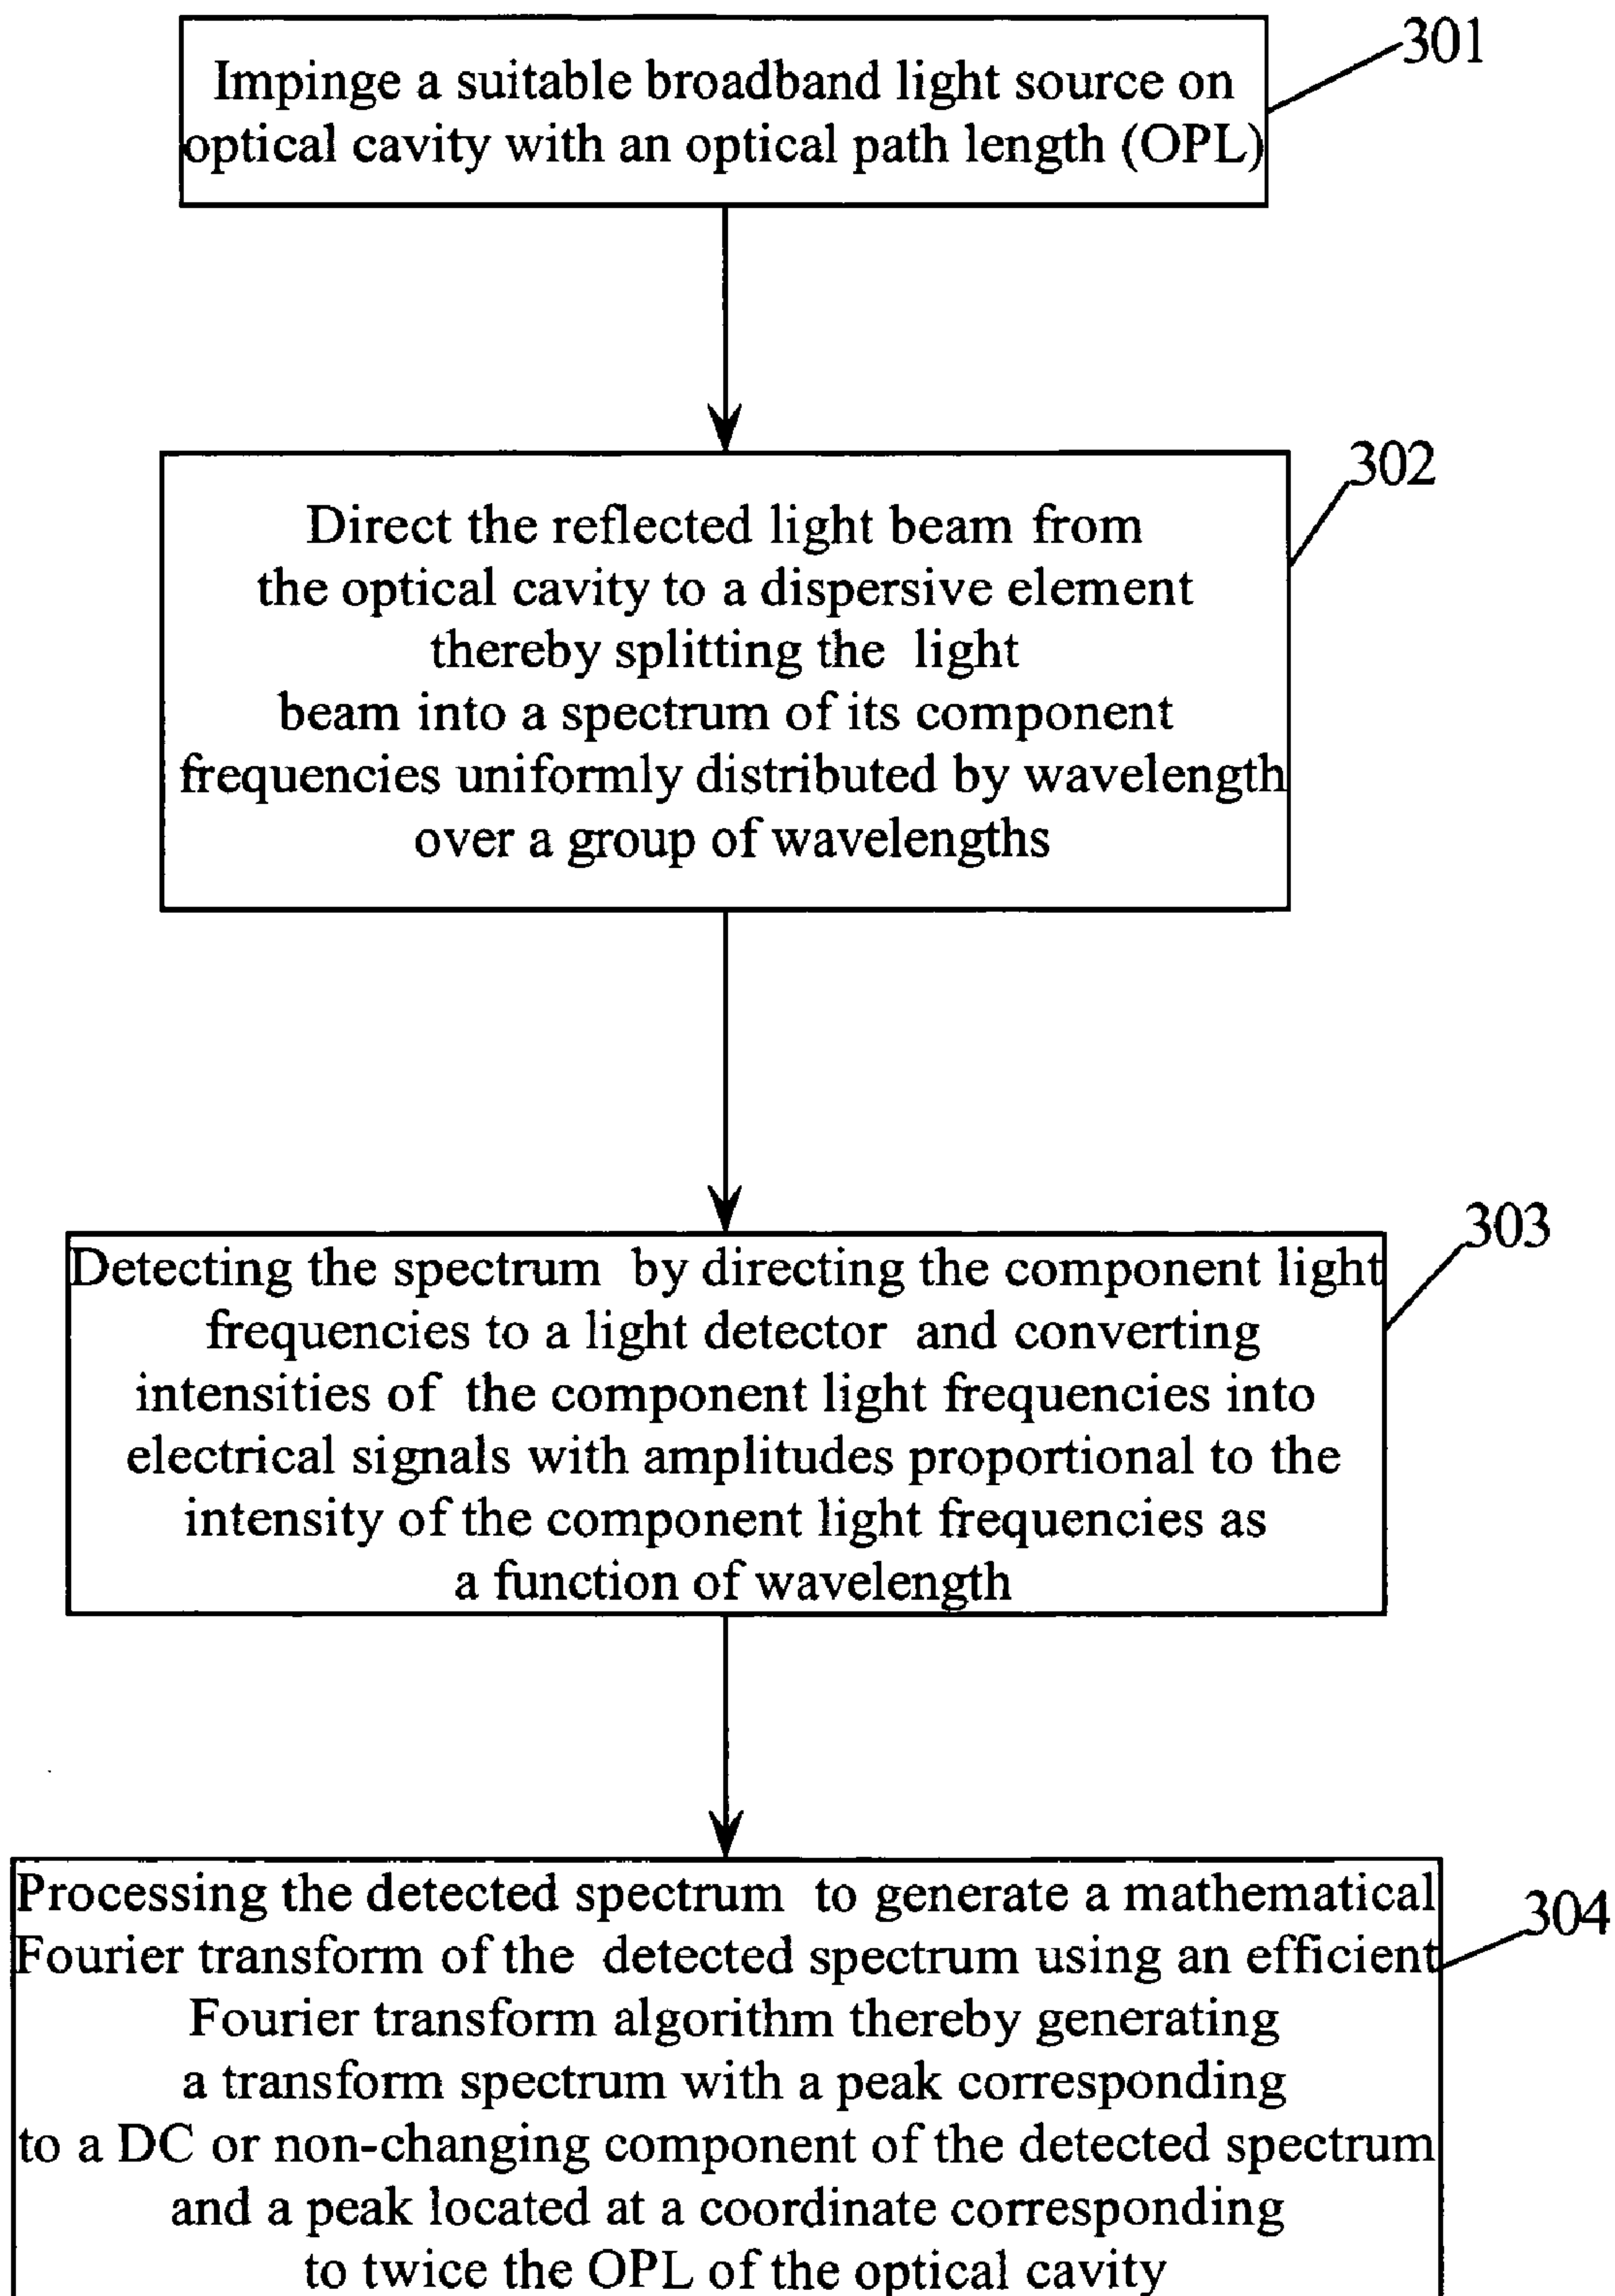 301
Impinge a suitable broadband light source on
optical cavity with an optical path length (OPL)
302
Direct the reflected light beam from
the optical cavity to a dispersive element
thereby splitting the light
beam into a spectrum of its component
frequencies uniformly distributed by wavelength
over a group of wavelengths
303
Detecting the spectrum by directing the component light
frequencies to a light detector and converting
intensities of the component light frequencies into
electrical signals with amplitudes proportional to the
intensity of the component light frequencies as
a function of wavelength
304
Processing the detected spectrum to generate a mathematical
Fourier transform of the detected spectrum using an efficient
Fourier transform algorithm thereby generating
a transform spectrum with a peak corresponding
to a DC or non-changing component of the detected spectrum
and a peak located at a coordinate corresponding
to twice the OPL of the optical cavity